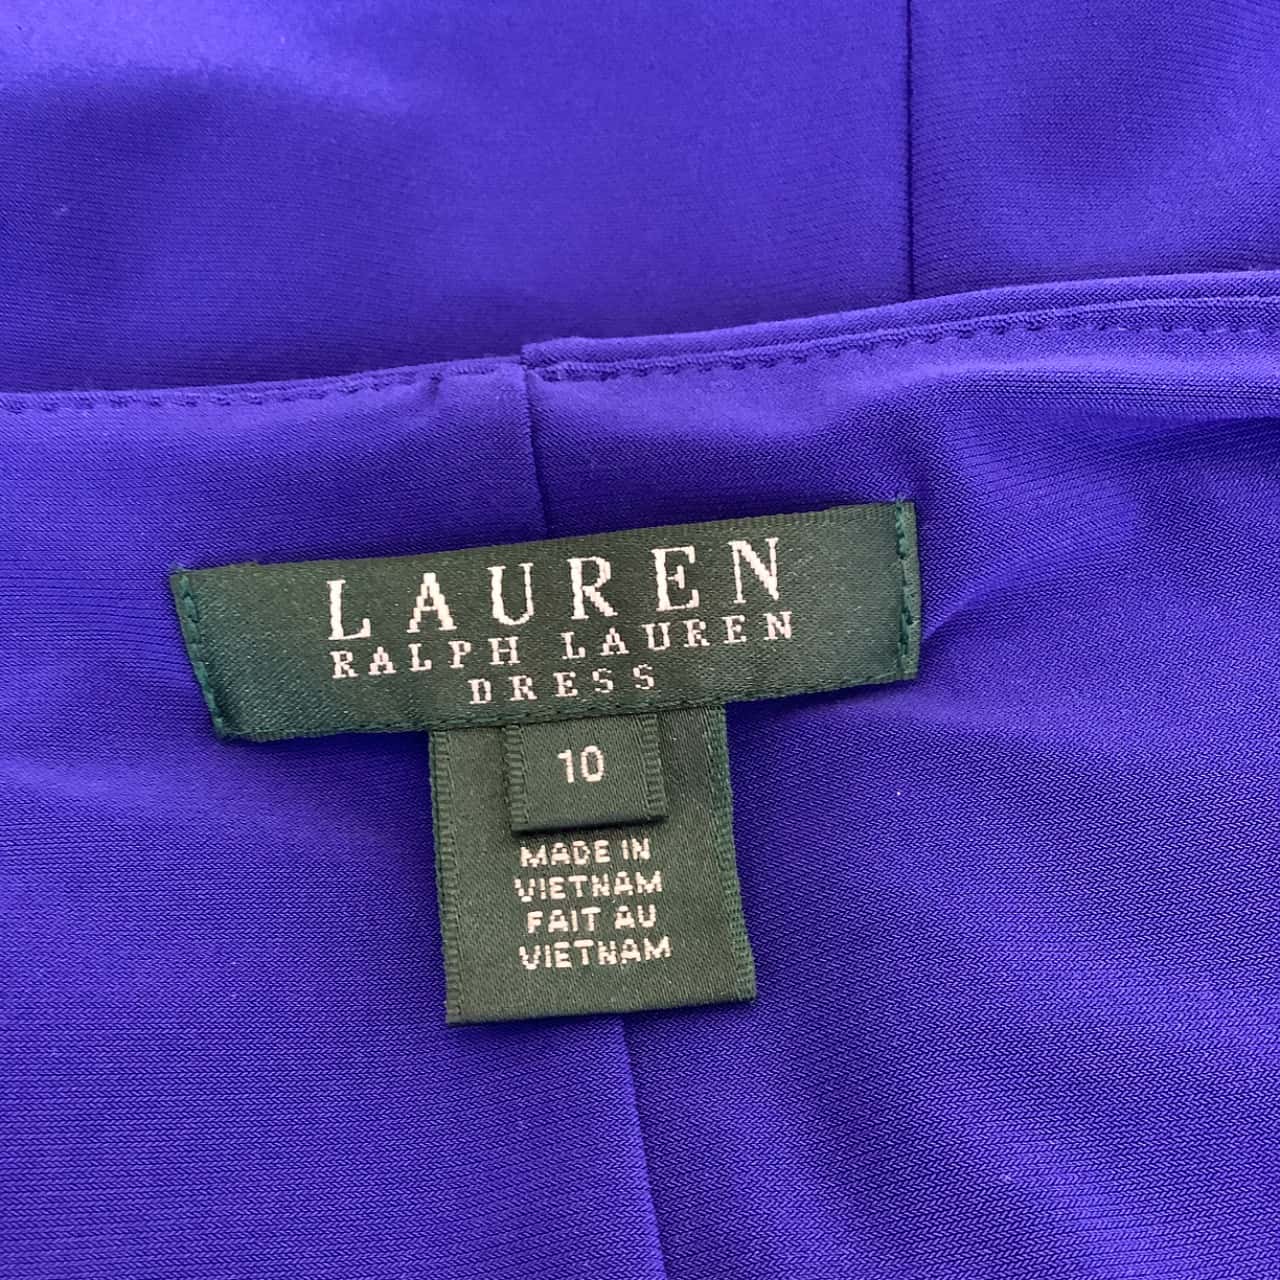 LAUREN
RALPH LAUREN
DRESS
10
MADE IN
VIETNAM
FAIT AU
VIETNAM